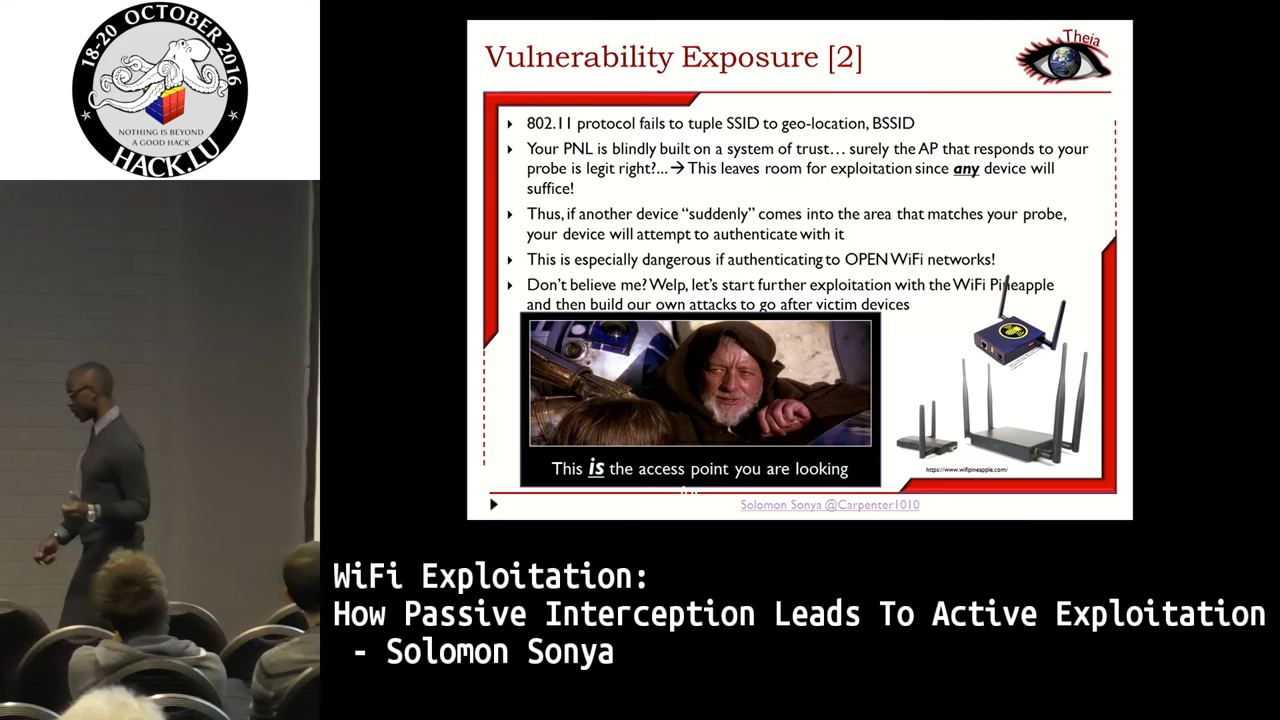 18-20 OCTOBER 2016
NOTHING IS BEYOND
A GOOD HACK
HACK.LU
Vulnerability Exposure [2]
Theia
802.11 protocol fails to tuple SSID to geo-location, BSSID
Your PNL is blindly built on a system of trust… surely the AP that responds to your
probe is legit right?... → This leaves room for exploitation since any device will
suffice!
Thus, if another device “suddenly” comes into the area that matches your probe,
your device will attempt to authenticate with it
This is especially dangerous if authenticating to OPEN WiFi networks!
Don’t believe me? Welp, let’s start further exploitation with the WiFi Pineapple
and then build our own attacks to go after victim devices
This is the access point you are looking
https://www.wifipineapple.com/
Solomon Sonya @Carpenter1010
WiFi Exploitation:
How Passive Interception Leads To Active Exploitation
- Solomon Sonya